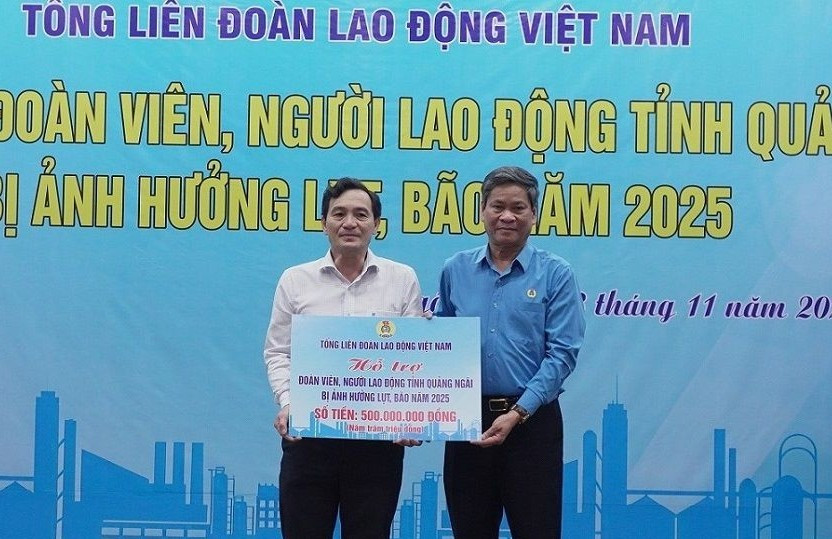 TỔNG LIÊN ĐOÀN LAO ĐỘNG VIỆT NAM
ĐOÀN VIÊN, NGƯỜI LAO ĐỘNG TỈNH QUẢ
BỊ ẢNH HƯỞNG LỤT, BÃO NĂM 2025
tháng 11 năm 20
TỔNG LIÊN ĐOÀN LAO ĐỘNG VIỆT NAM
Hỗ trợ
ĐOÀN VIÊN, NGƯỜI LAO ĐỘNG TỈNH QUẢNG NGÃI
BỊ ẢNH HƯỞNG LỤT, BÃO NĂM 2025
SỐ TIỀN: 500.000.000 ĐỒNG
(Năm trăm triệu đồng)